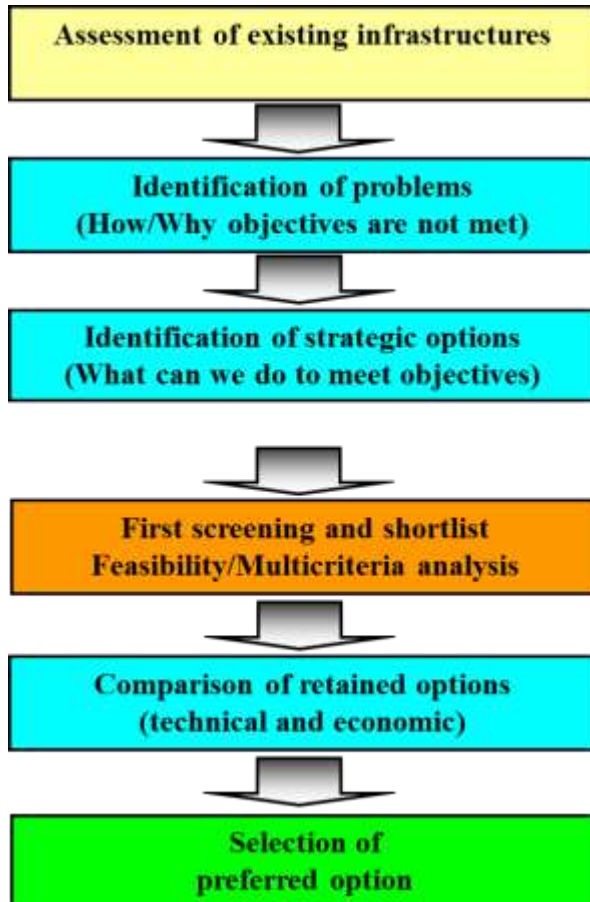 Assessment of existing infrastructures
Identification of problems
(How/Why objectives are not met)
Identification of strategic options
(What can we do to meet objectives)
First screening and shortlist
Feasibility/Multicriteria analysis
Comparison of retained options
(technical and economic)
Selection of
preferred option